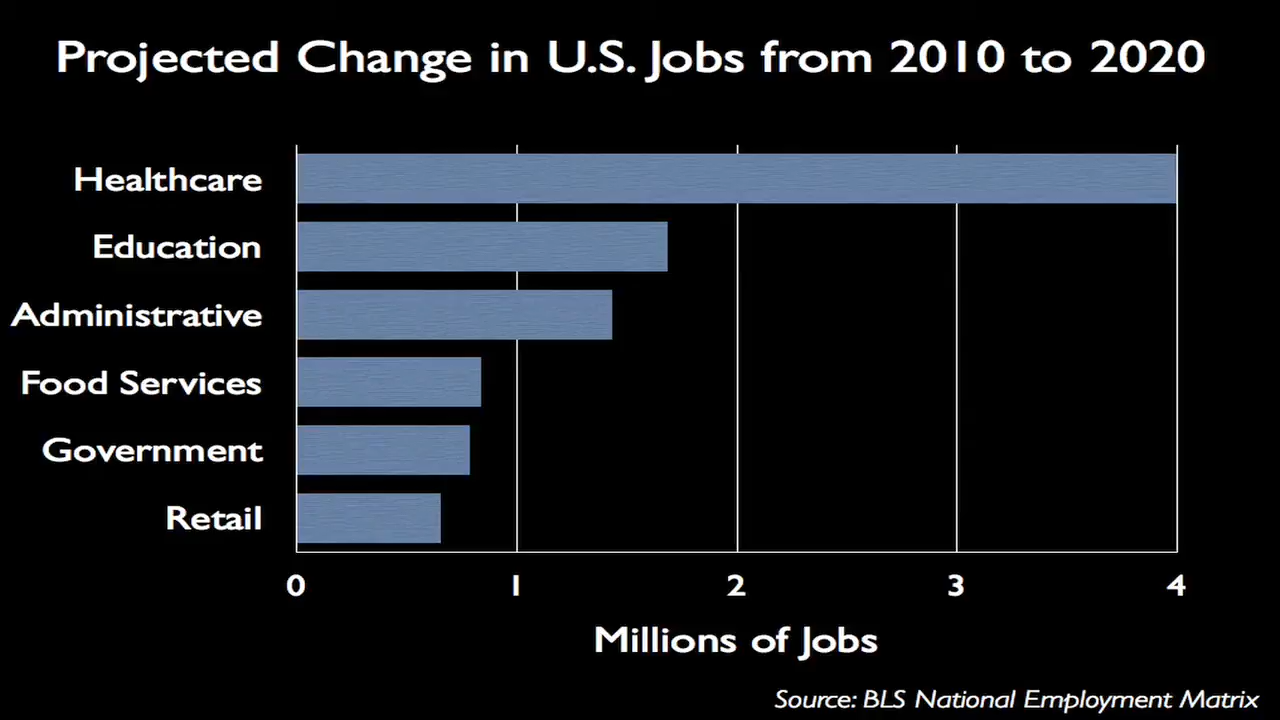 Projected Change in U.S. Jobs from 2010 to 2020
Healthcare
Education
Administrative
Food Services
Government
Retail
0 1 2 3 4
Millions of Jobs
Source: BLS National Employment Matrix